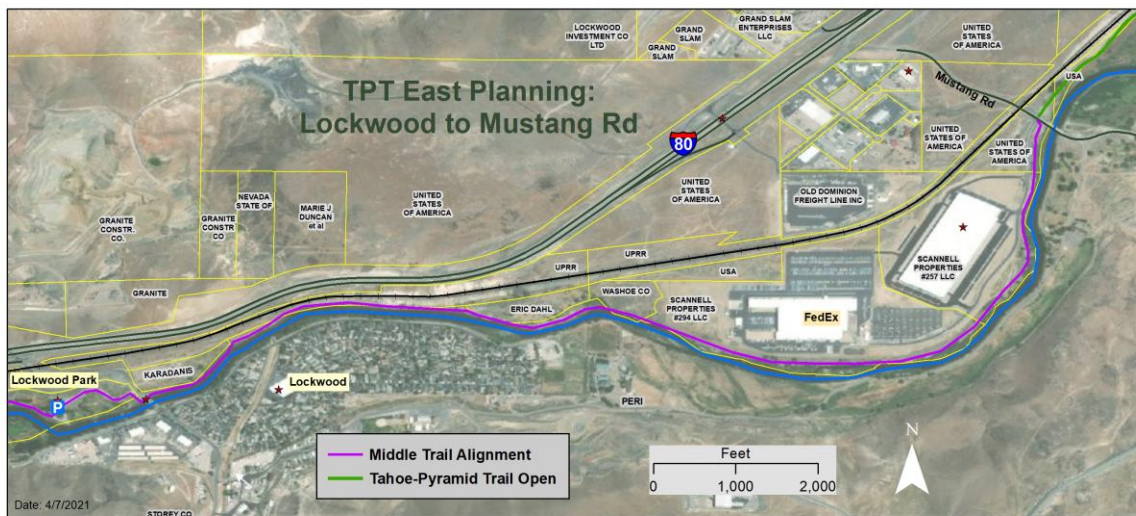 LOCKWOOD
INVESTMENT CO
LTD
GRAND
SLAM
GRAND
SLAM
GRAND SLAM
ENTERPRISES
LLC
UNITED
STATES
OF AMERICA
TPT East Planning:
Lockwood to Mustang Rd
80
Mustang Rd
USA
UNITED
STATES OF
AMERICA
UNITED
STATES OF
AMERICA
GRANITE
CONSTR.
CO.
GRANITE
CONSTR
CO
NEVADA
STATE OF
MARIE J
DUNCAN
et al
UNITED
STATES
OF AMERICA
UNITED
STATES
OF AMERICA
OLD DOMINION
FREIGHT LINE INC
SCANNELL
PROPERTIES
#257 LLC
GRANITE
UPRR
UPRR
USA
ERIC DAHL
WASHOE CO
SCANNELL
PROPERTIES
#294 LLC
FedEx
KARADANIS
Lockwood Park
P
Lockwood
PERI
Middle Trail Alignment
Tahoe-Pyramid Trail Open
Feet
0 1,000 2,000
N
Date: 4/7/2021
STOREY CO